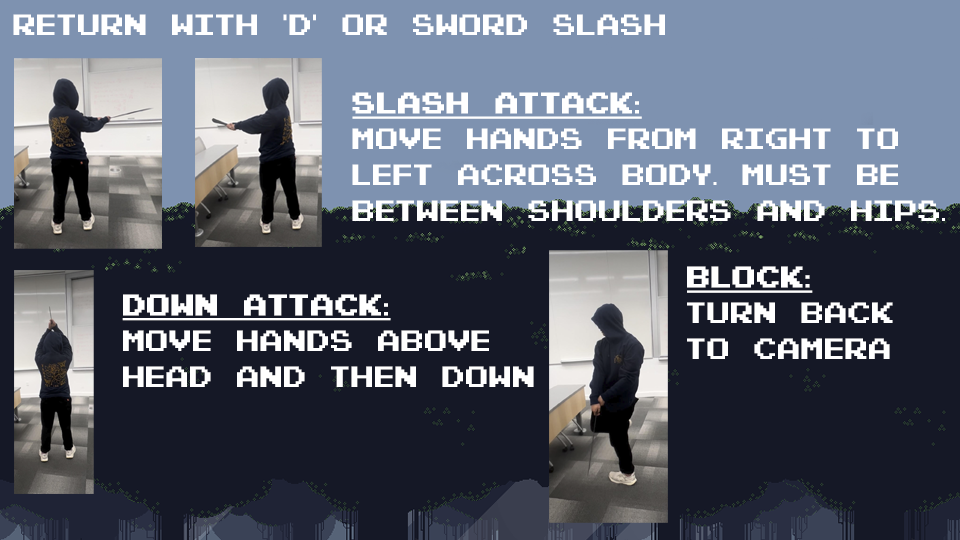 RETURN WITH 'D' OR SWORD SLASH
SLASH ATTACK:
MOVE HANDS FROM RIGHT TO
LEFT ACROSS BODY. MUST BE
BETWEEN SHOULDERS AND HIPS.
DOWN ATTACK:
MOVE HANDS ABOVE
HEAD AND THEN DOWN
BLOCK:
TURN BACK
TO CAMERA